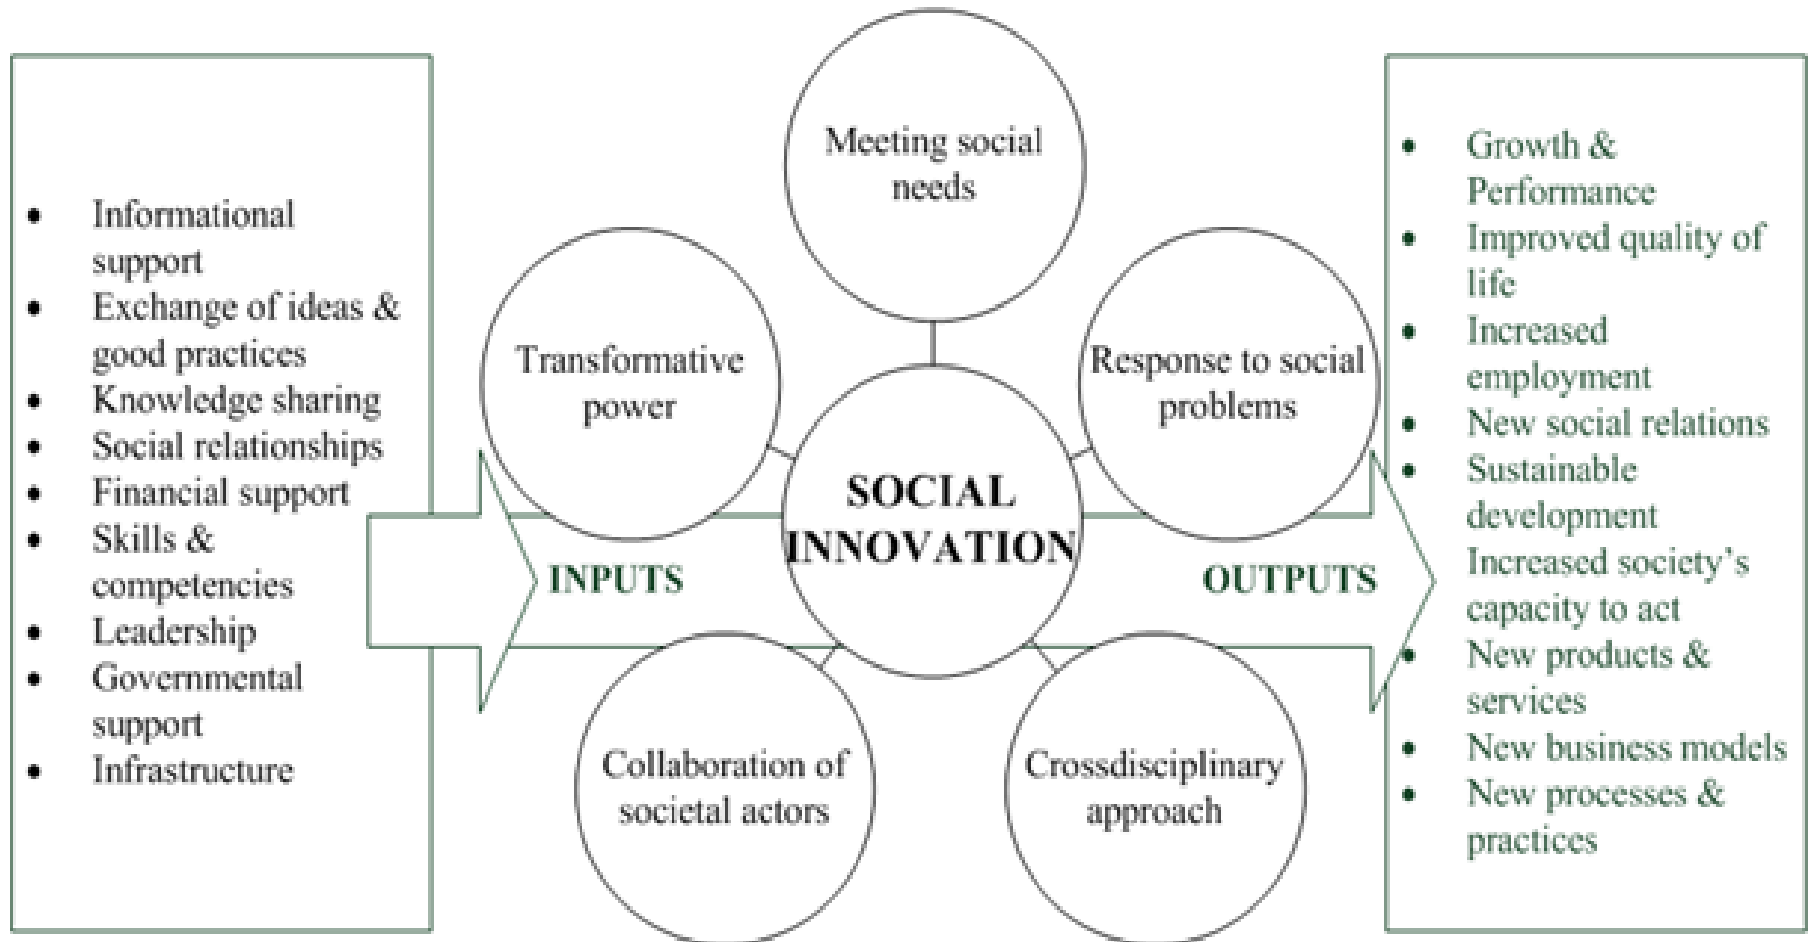 • Informational
support
• Exchange of ideas &
good practices
• Knowledge sharing
• Social relationships
• Financial support
• Skills &
competencies
• Leadership
• Governmental
support
• Infrastructure
Meeting social
needs
Transformative
power
Response to social
problems
SOCIAL
INNOVATION
INPUTS
OUTPUTS
Collaboration of
societal actors
Crossdisciplinary
approach
• Growth &
Performance
• Improved quality of
life
• Increased
employment
• New social relations
• Sustainable
development
Increased society’s
capacity to act
• New products &
services
• New business models
• New processes &
practices